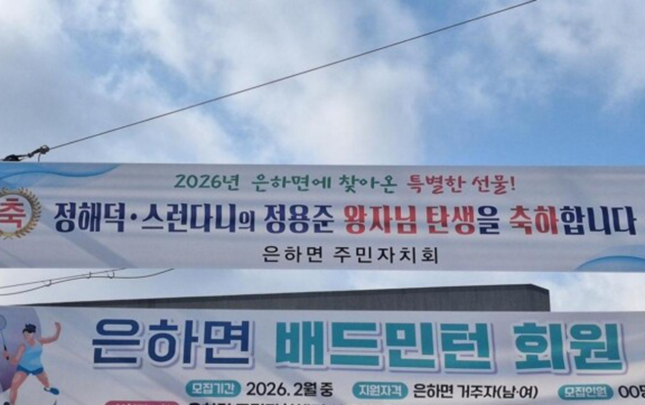 2026년 은하면에 찾아온 특별한 선물!
축
정해덕·스런다니의 정용준 왕자님 탄생을 축하합니다
은하면 주민자치회
은하면 배드민턴 회원
모집기간 2026. 2월 중 지원자격 은하면 거주자(남·여) 모집인원 00명